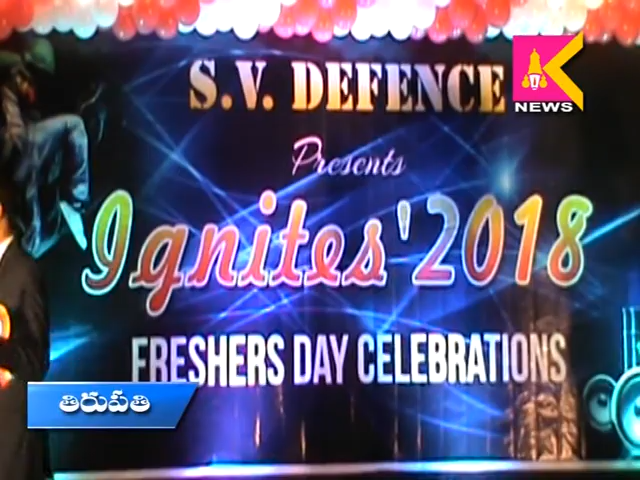 S.V. DEFENCE
K
NEWS
Presents
Ignites'2018
FRESHERS DAY CELEBRATIONS
తిరుపతి